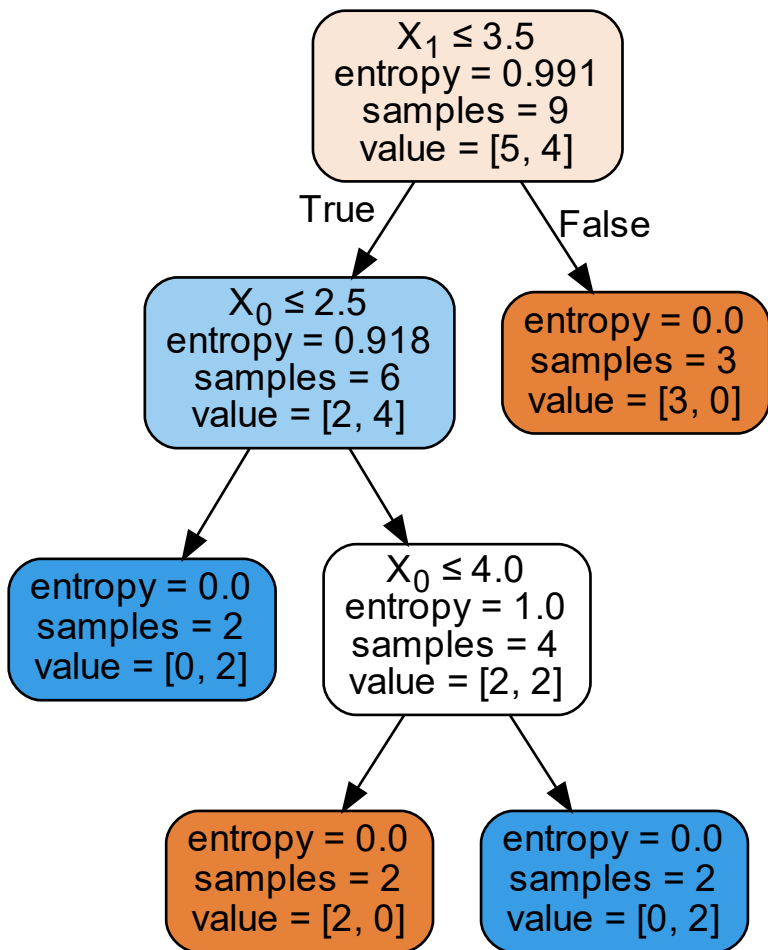 X₁ ≤ 3.5
entropy = 0.991
samples = 9
value = [5, 4]
True
False
X₀ ≤ 2.5
entropy = 0.918
samples = 6
value = [2, 4]
entropy = 0.0
samples = 3
value = [3, 0]
entropy = 0.0
samples = 2
value = [0, 2]
X₀ ≤ 4.0
entropy = 1.0
samples = 4
value = [2, 2]
entropy = 0.0
samples = 2
value = [2, 0]
entropy = 0.0
samples = 2
value = [0, 2]